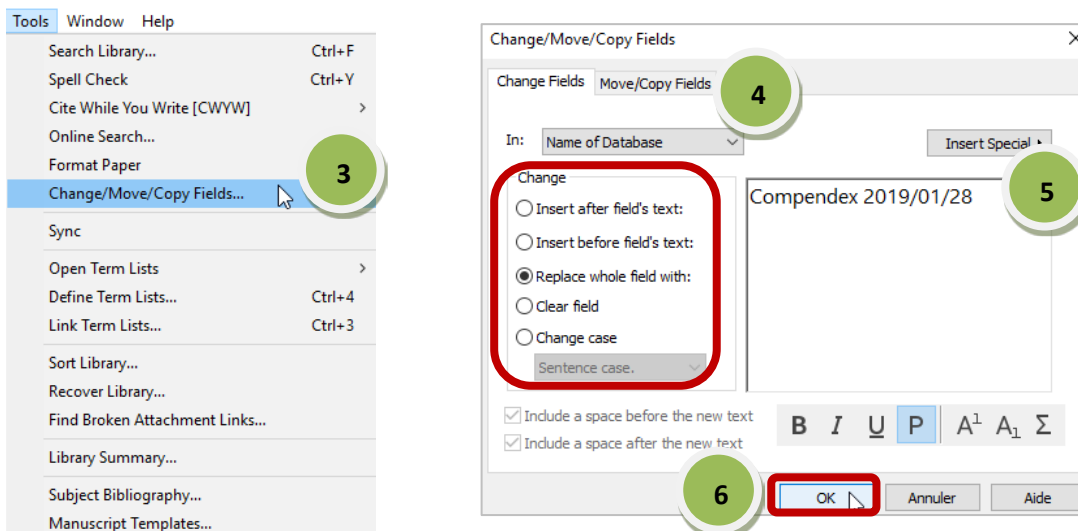 Tools Window Help
Search Library... Ctrl+F
Spell Check Ctrl+Y
Cite While You Write [CWYW] >
Online Search...
Format Paper
3
Change/Move/Copy Fields...
Sync
Open Term Lists >
Define Term Lists... Ctrl+4
Link Term Lists... Ctrl+3
Sort Library...
Recover Library...
Find Broken Attachment Links...
Library Summary...
Subject Bibliography...
Manuscript Templates...
Change/Move/Copy Fields
Change Fields Move/Copy Fields
4
In: Name of Database Insert Special
Change
Insert after field's text:
Insert before field's text:
Replace whole field with:
Clear field
Change case
Sentence case.
Compendex 2019/01/28
5
Include a space before the new text
Include a space after the new text
B I U P A1 A1 Σ
6
OK Annuler Aide